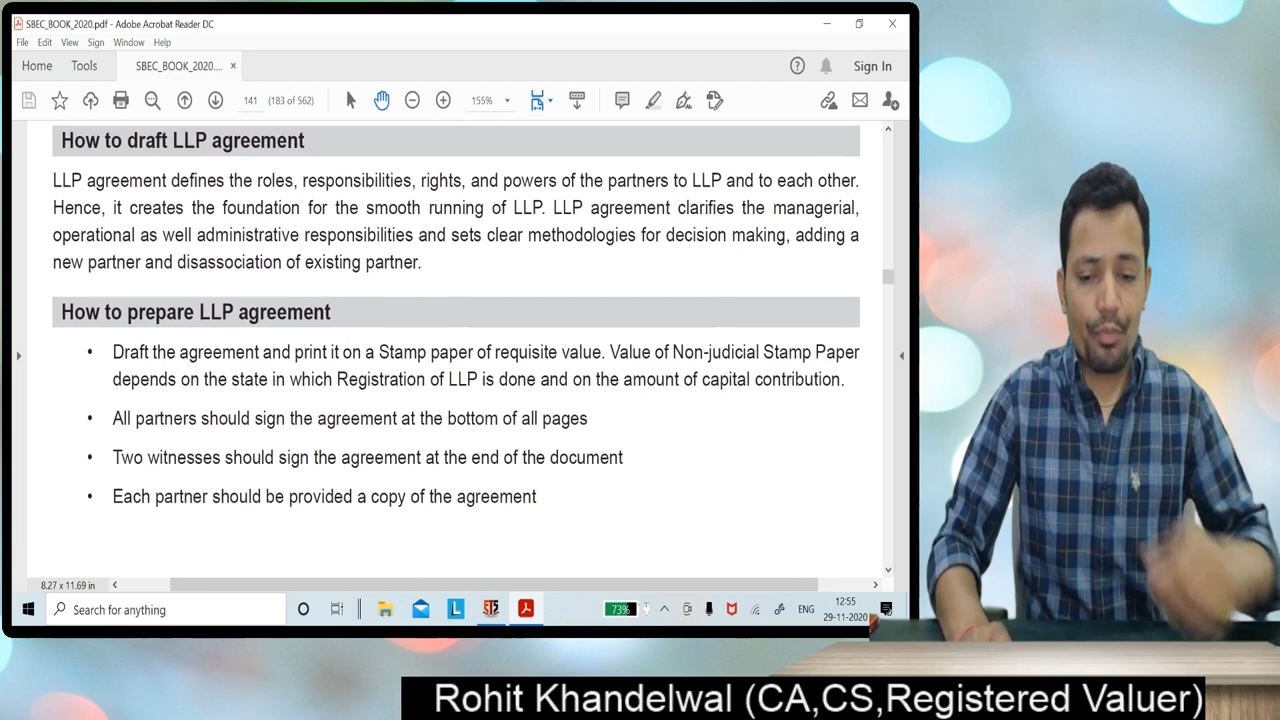 SBEC_BOOK_2020.pdf - Adobe Acrobat Reader DC
File Edit View Sign Window Help
Home Tools SBEC_BOOK_2020.... × Sign In
141 (183 of 562) 155%
How to draft LLP agreement
LLP agreement defines the roles, responsibilities, rights, and powers of the partners to LLP and to each other.
Hence, it creates the foundation for the smooth running of LLP. LLP agreement clarifies the managerial,
operational as well administrative responsibilities and sets clear methodologies for decision making, adding a
new partner and disassociation of existing partner.
How to prepare LLP agreement
• Draft the agreement and print it on a Stamp paper of requisite value. Value of Non-judicial Stamp Paper
depends on the state in which Registration of LLP is done and on the amount of capital contribution.
• All partners should sign the agreement at the bottom of all pages
• Two witnesses should sign the agreement at the end of the document
• Each partner should be provided a copy of the agreement
8.27 x 11.69 in
Search for anything 73% ENG 12:55
29-11-2020
Rohit Khandelwal (CA,CS,Registered Valuer)